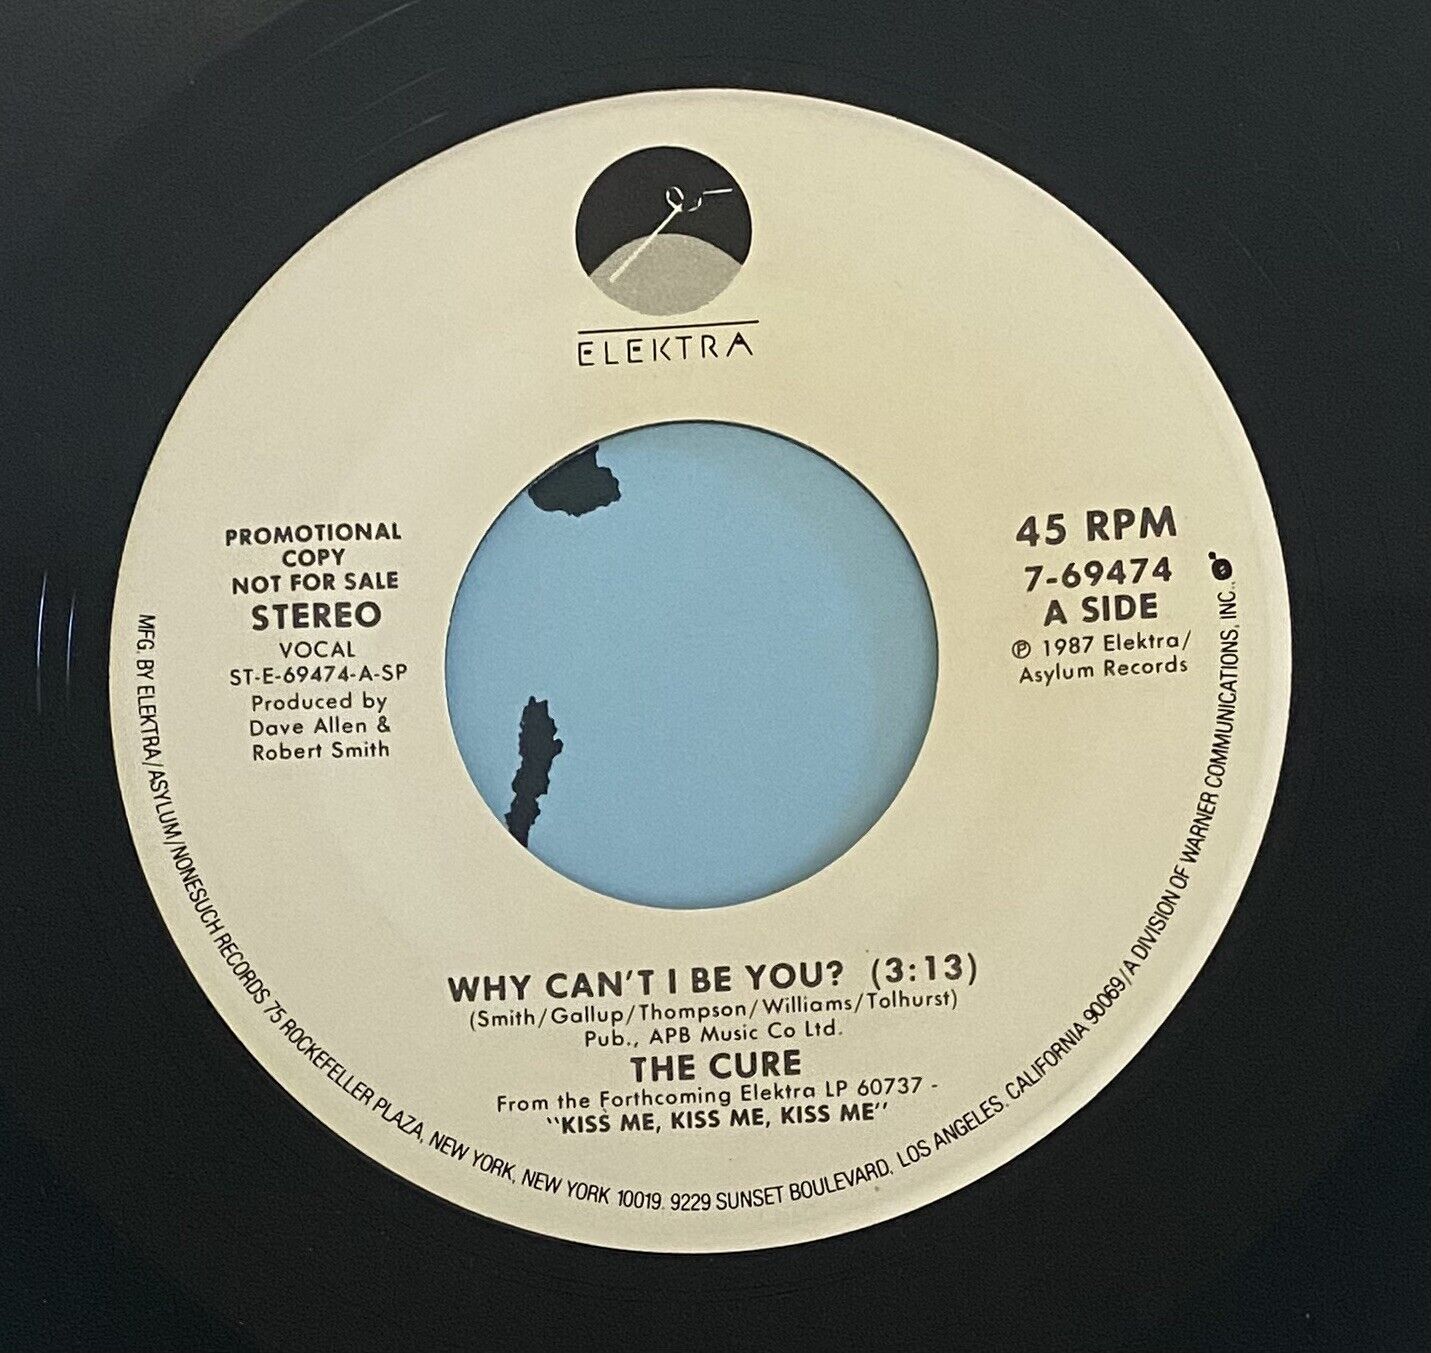 ELEKTRA
PROMOTIONAL
COPY
NOT FOR SALE
STEREO
VOCAL
ST-E-69474-A-SP
Produced by
Dave Allen &
Robert Smith
45 RPM
7-69474
A SIDE
℗ 1987 Elektra/
Asylum Records
WHY CAN'T I BE YOU? (3:13)
(Smith/Gallup/Thompson/Williams/Tolhurst)
Pub., APB Music Co Ltd.
THE CURE
From the Forthcoming Elektra LP 60737 -
"KISS ME, KISS ME, KISS ME"
MFG. BY ELEKTRA/ASYLUM/NONESUCH RECORDS 75 ROCKEFELLER PLAZA, NEW YORK, NEW YORK 10019. 9229 SUNSET BOULEVARD, LOS ANGELES, CALIFORNIA 90069/A DIVISION OF WARNER COMMUNICATIONS, INC.,